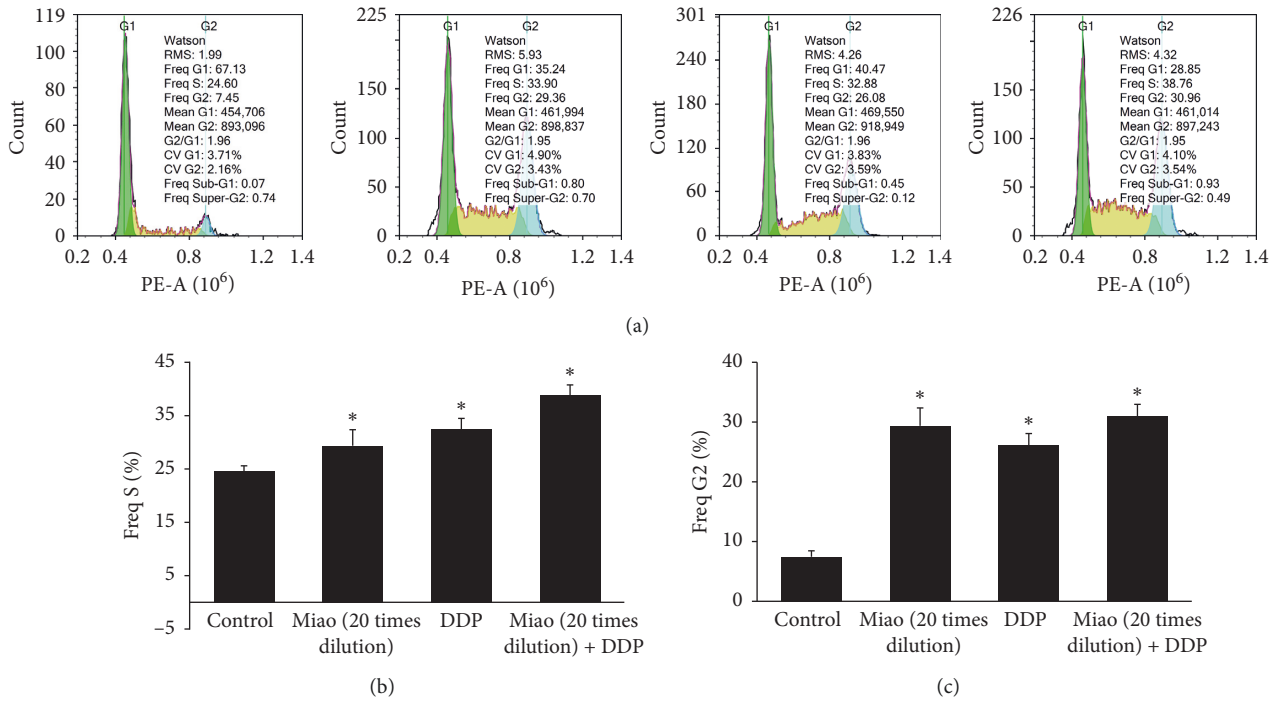 119
100
80
60
40
20
0
Count
G1
G2
Watson
RMS: 1.99
Freq G1: 67.13
Freq S: 24.60
Freq G2: 7.45
Mean G1: 454,706
Mean G2: 893,096
G2/G1: 1.96
CV G1: 3.71%
CV G2: 2.16%
Freq Sub-G1: 0.07
Freq Super-G2: 0.74
0.2 0.4 0.8 1.2 1.4
PE-A (10⁶)
225
200
150
100
50
0
Count
G1
G2
Watson
RMS: 5.93
Freq G1: 35.24
Freq S: 33.90
Freq G2: 29.36
Mean G1: 461,994
Mean G2: 898,837
G2/G1: 1.95
CV G1: 4.90%
CV G2: 3.43%
Freq Sub-G1: 0.80
Freq Super-G2: 0.70
0.2 0.4 0.8 1.2 1.4
PE-A (10⁶)
301
240
180
120
60
0
Count
G1
G2
Watson
RMS: 4.26
Freq G1: 40.47
Freq S: 32.88
Freq G2: 26.08
Mean G1: 469,550
Mean G2: 918,949
G2/G1: 1.96
CV G1: 3.83%
CV G2: 3.59%
Freq Sub-G1: 0.45
Freq Super-G2: 0.12
0.2 0.4 0.8 1.2 1.4
PE-A (10⁶)
226
200
150
100
50
0
Count
G1
G2
Watson
RMS: 4.32
Freq G1: 28.85
Freq S: 38.76
Freq G2: 30.96
Mean G1: 461,014
Mean G2: 897,243
G2/G1: 1.95
CV G1: 4.10%
CV G2: 3.54%
Freq Sub-G1: 0.93
Freq Super-G2: 0.49
0.2 0.4 0.8 1.2 1.4
PE-A (10⁶)
(a)
45
35
25
15
5
–5
Freq S (%)
*
*
*
Control
Miao (20 times
dilution)
DDP
Miao (20 times
dilution) + DDP
(b)
40
30
20
10
0
Freq G2 (%)
*
*
*
Control
Miao (20 times
dilution)
DDP
Miao (20 times
dilution) + DDP
(c)